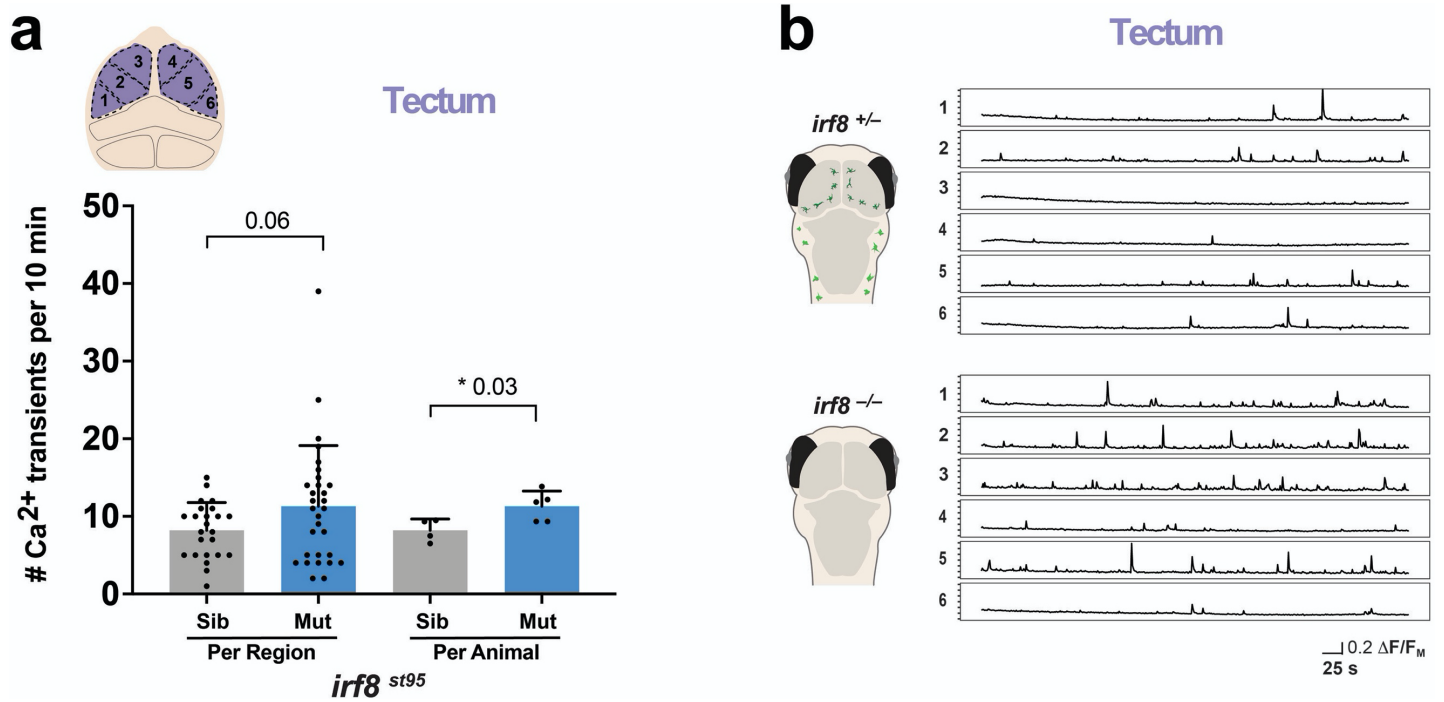 a
3 4
2 5
1 6
Tectum
# Ca2+ transients per 10 min
50
40
30
20
10
0
0.06
* 0.03
Sib Mut Sib Mut
Per Region Per Animal
irf8 st95
b
Tectum
irf8 +/–
1
2
3
4
5
6
irf8 –/–
1
2
3
4
5
6
0.2 ΔF/FM
25 s